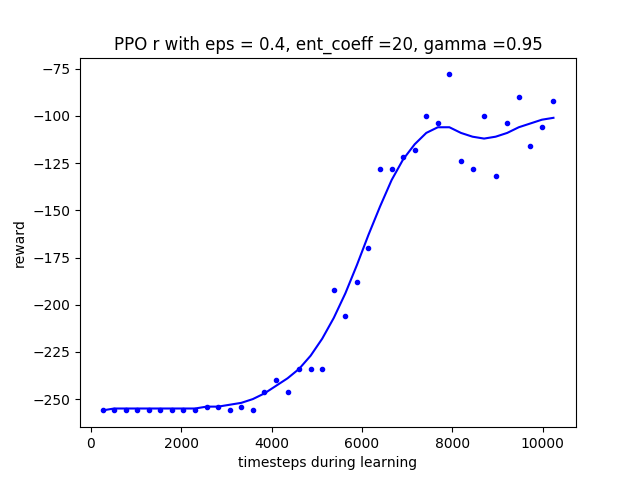 PPO r with eps = 0.4, ent_coeff =20, gamma =0.95
−75
−100
−125
−150
−175
−200
−225
−250
reward
0 2000 4000 6000 8000 10000
timesteps during learning